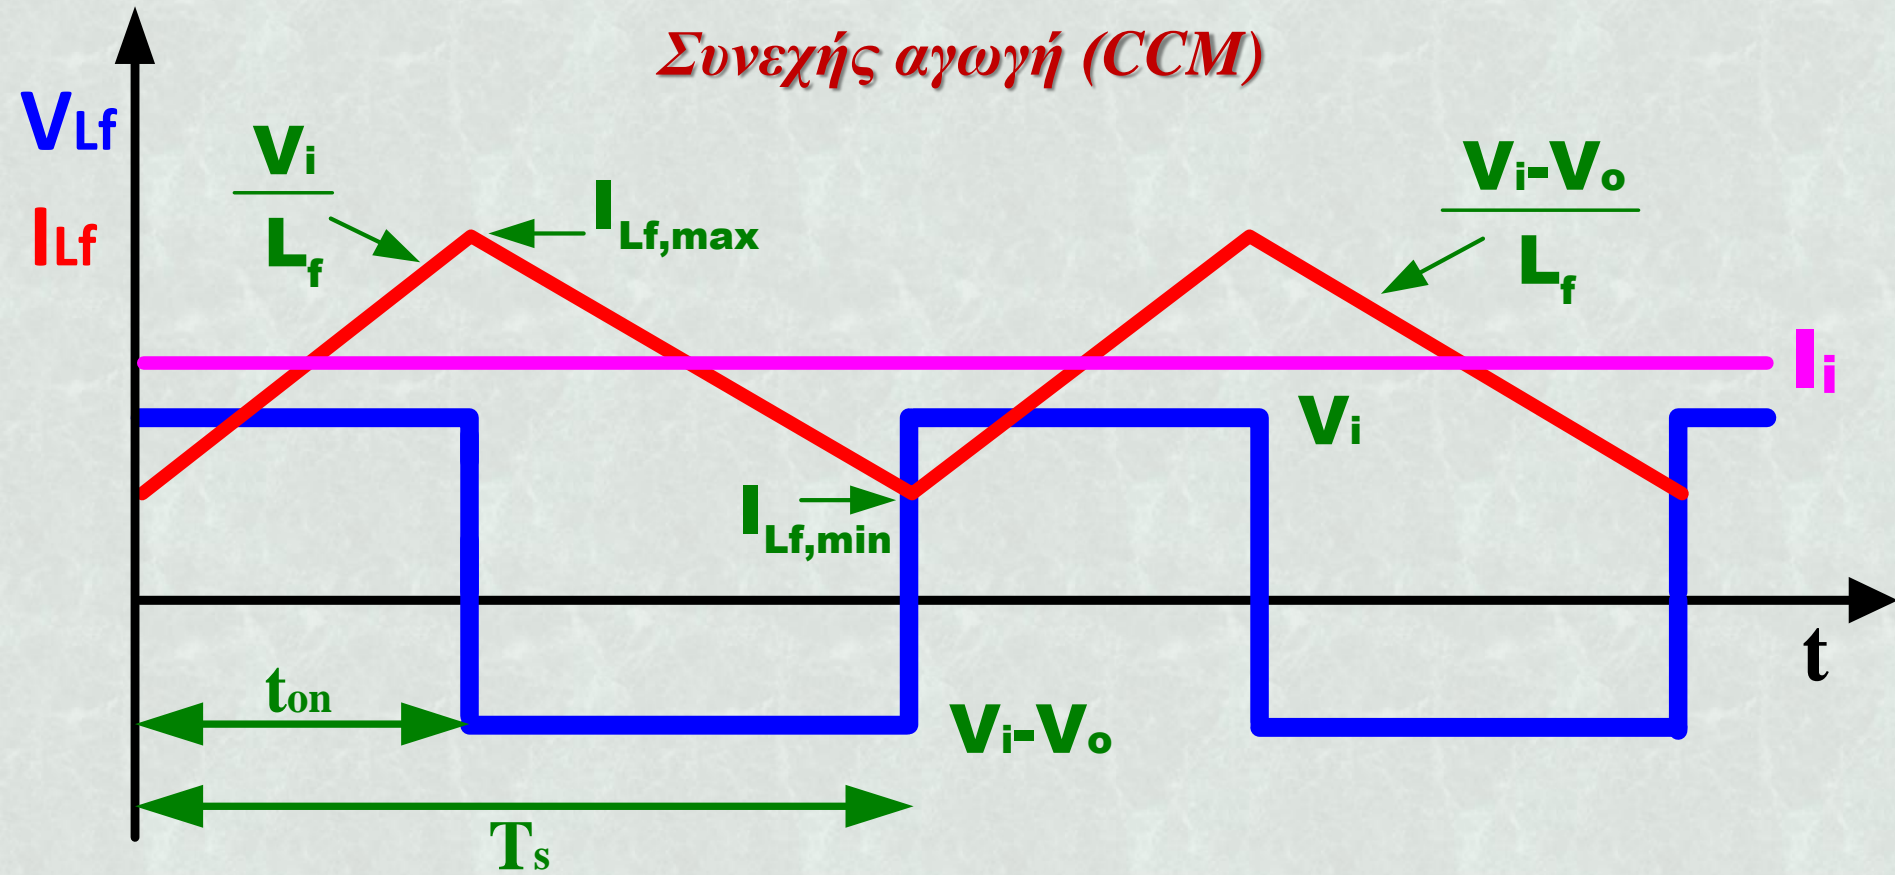 Συνεχής αγωγή (CCM)
VLf
ILf
Vi
Lf
ILf,max
Vi-Vo
Lf
Ii
Vi
ILf,min
t
ton
Vi-Vo
Ts